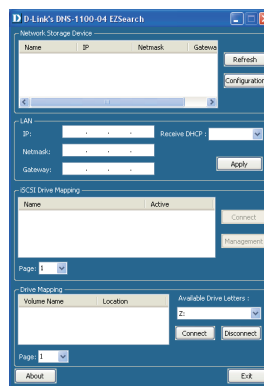 D-Link's DNS-1100-04 EZSearch
Network Storage Device
Name IP Netmask Gatewa
Refresh
Configuration
LAN
IP: . . . Receive DHCP :
Netmask: . . .
Gateway: . . .
Apply
iSCSI Drive Mapping
Name Active
Connect
Management
Page: 1
Drive Mapping
Volume Name Location
Available Drive Letters :
Z:
Connect Disconnect
Page: 1
About Exit